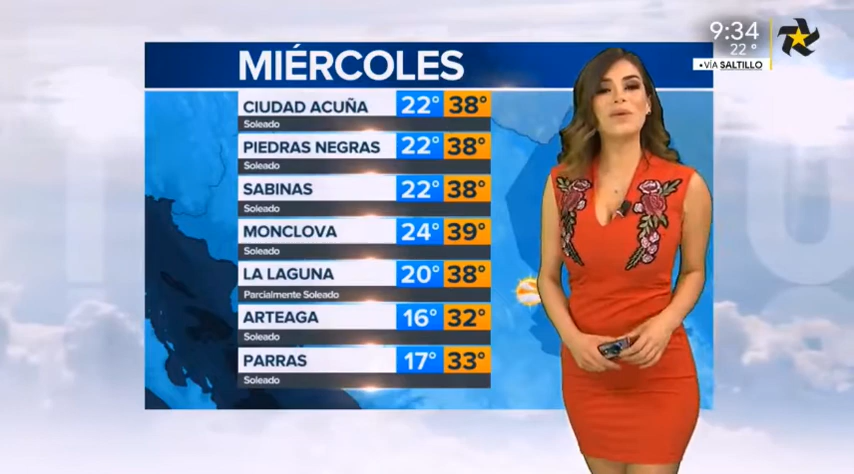 9:34
22 °
• VÍA SALTILLO
MIÉRCOLES
CIUDAD ACUÑA 22° 38°
Soleado
PIEDRAS NEGRAS 22° 38°
Soleado
SABINAS 22° 38°
Soleado
MONCLOVA 24° 39°
Soleado
LA LAGUNA 20° 38°
Parcialmente Soleado
ARTEAGA 16° 32°
Soleado
PARRAS 17° 33°
Soleado